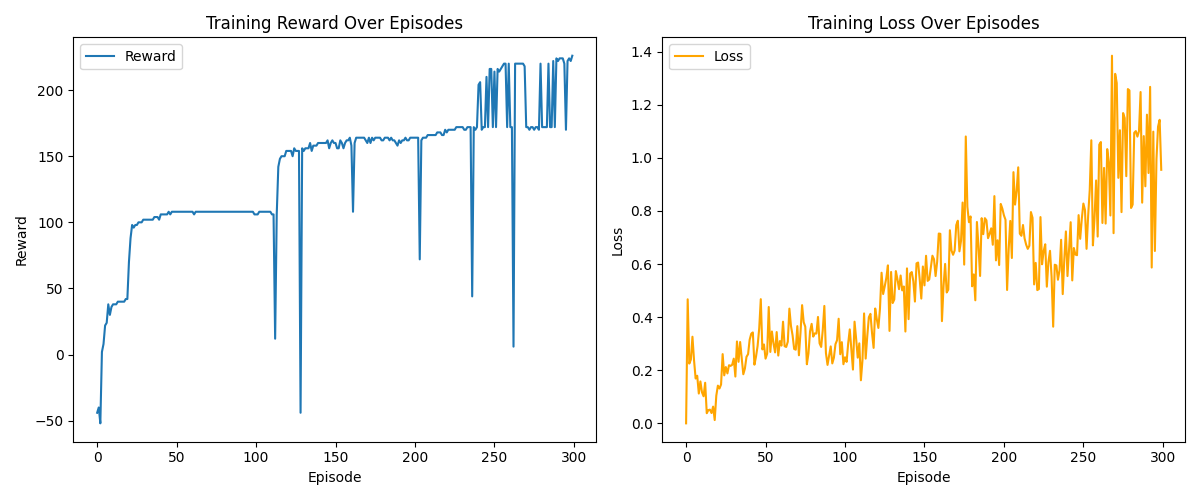 Training Reward Over Episodes
Reward
200
150
100
50
0
−50
Reward
0 50 100 150 200 250 300
Episode
Training Loss Over Episodes
Loss
1.4
1.2
1.0
0.8
0.6
0.4
0.2
0.0
Loss
0 50 100 150 200 250 300
Episode